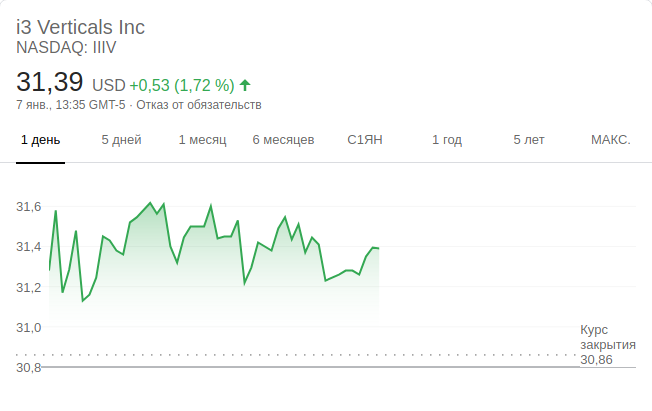 i3 Verticals Inc
NASDAQ: IIIV
31,39 USD +0,53 (1,72 %)
7 янв., 13:35 GMT-5 · Отказ от обязательств
1 день 5 дней 1 месяц 6 месяцев С1ЯН 1 год 5 лет МАКС.
31,6
31,4
31,2
31,0
30,8
Курс
закрытия
30,86